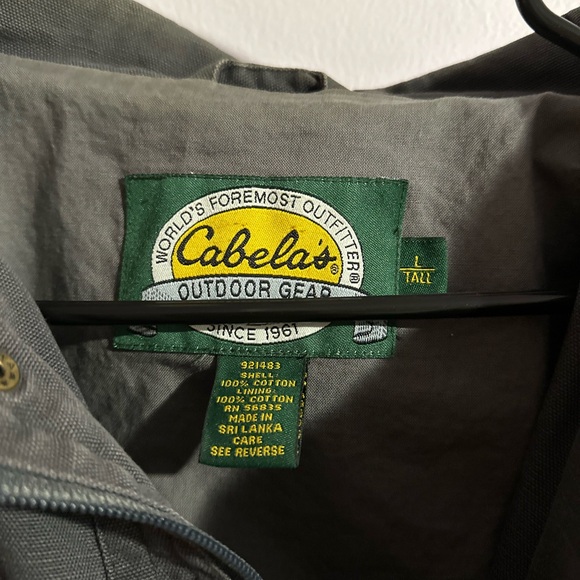 WORLD'S FOREMOST OUTFITTER®
Cabela's®
OUTDOOR GEAR
SINCE 1961
L
TALL
921483
SHELL:
100% COTTON
LINING:
100% COTTON
RN 56835
MADE IN
SRI LANKA
CARE
SEE REVERSE